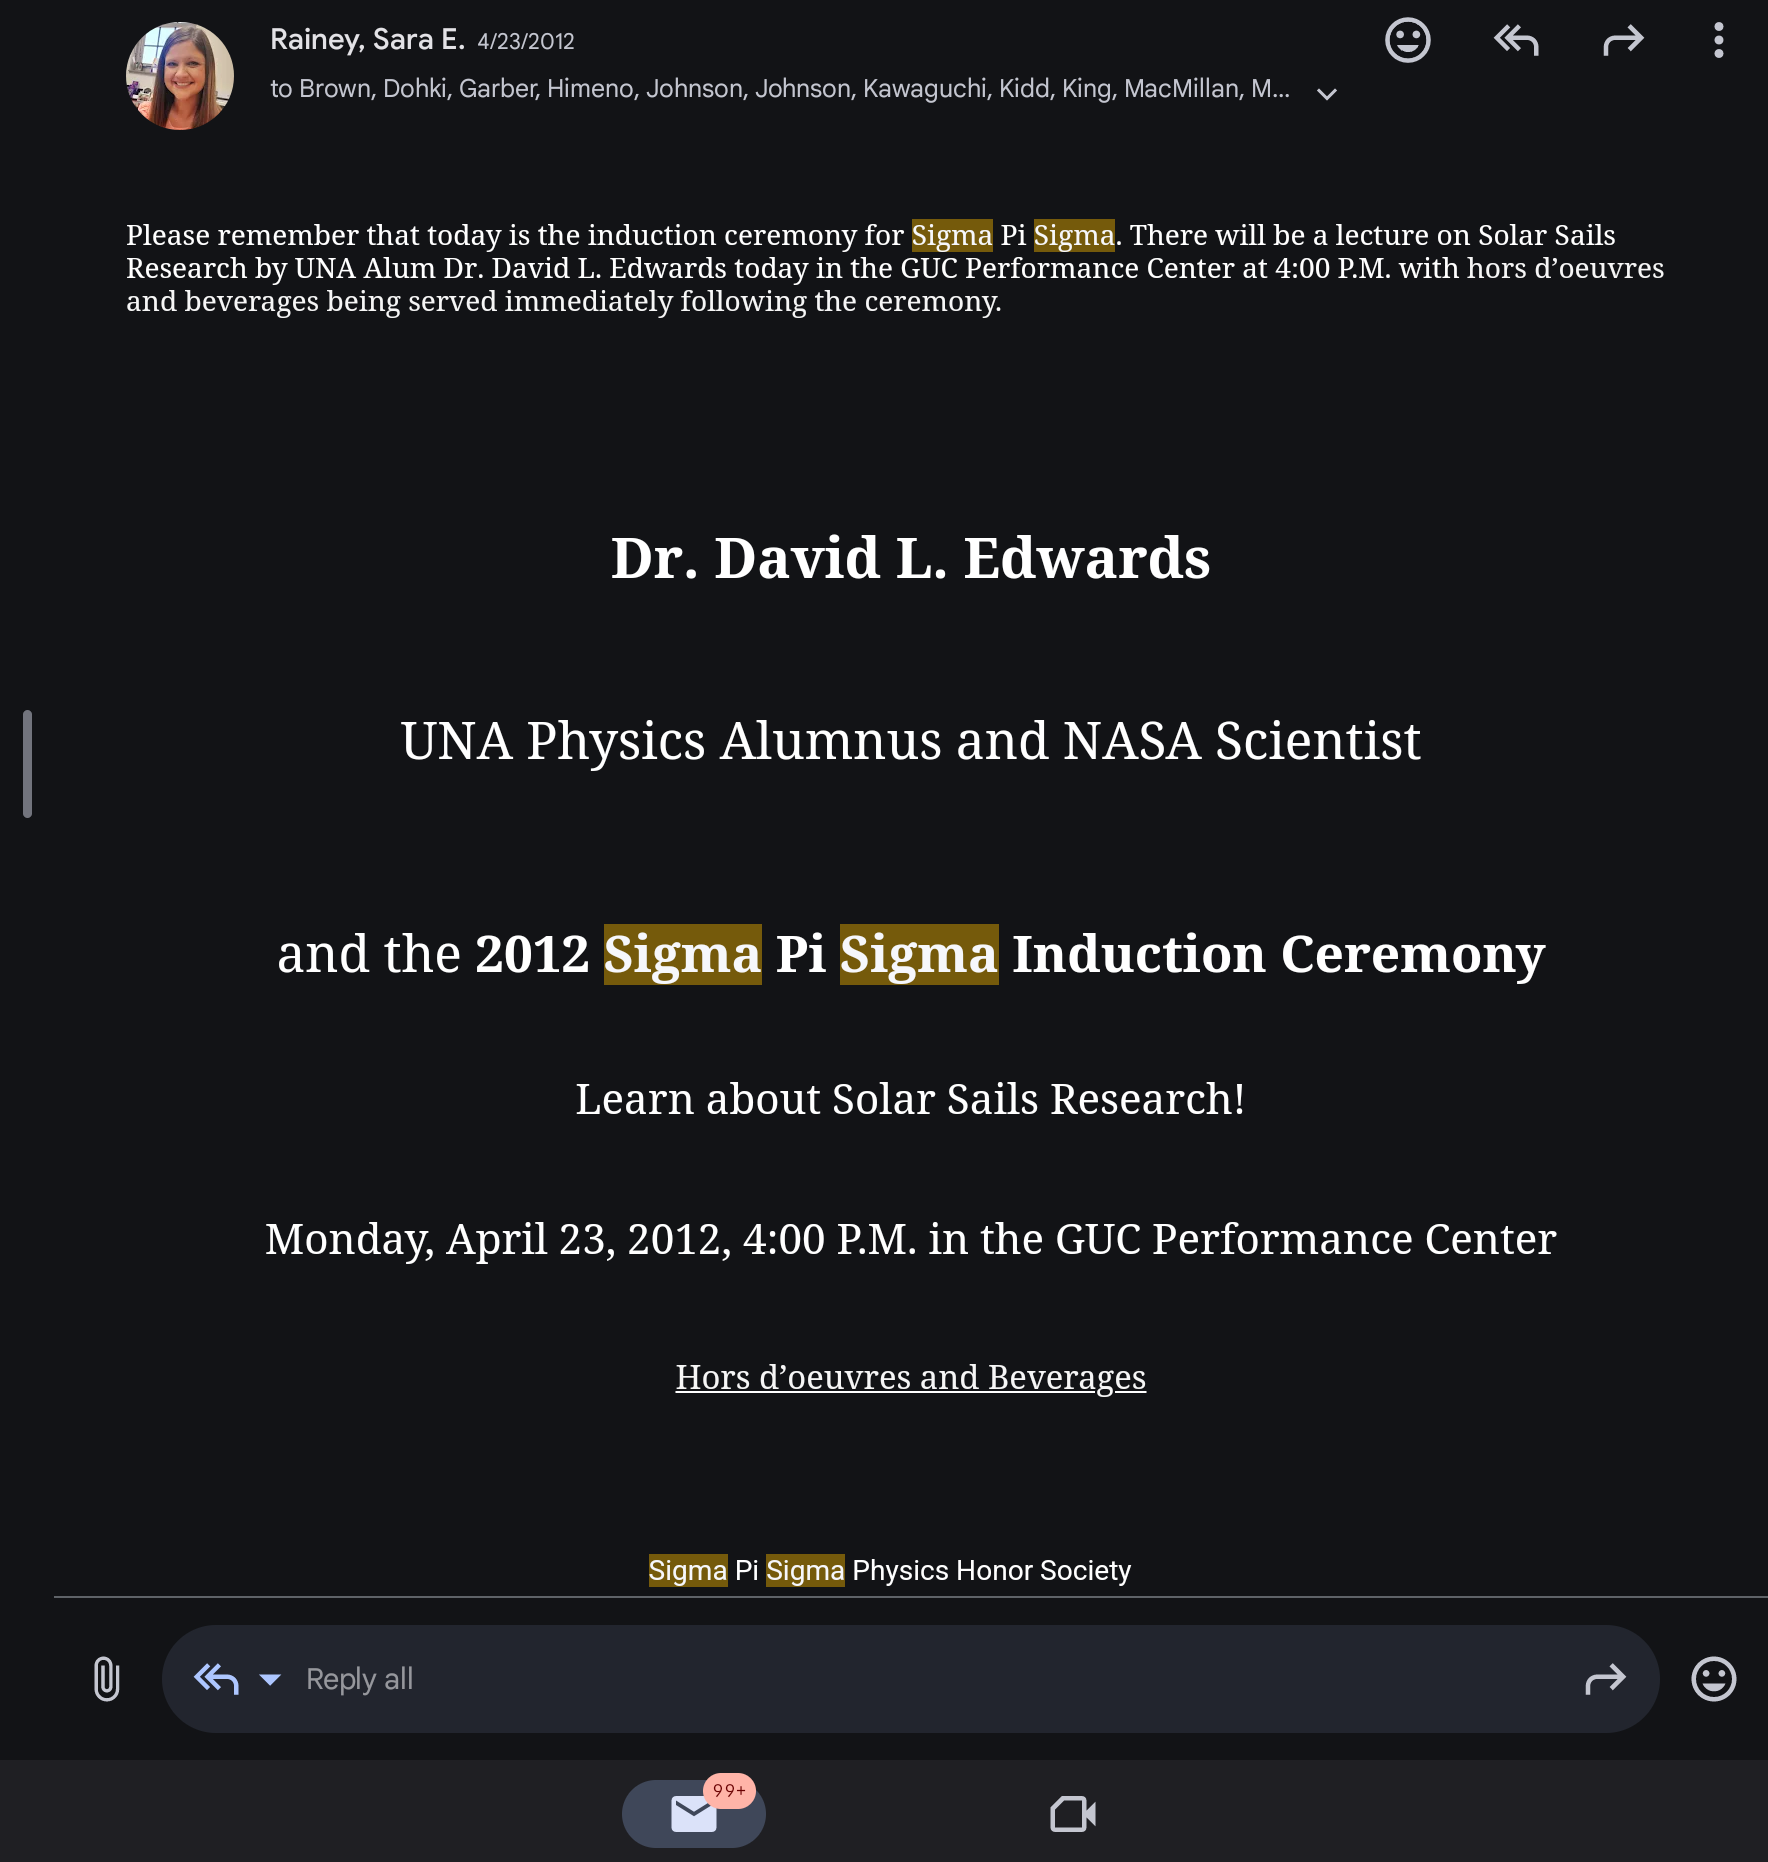 Rainey, Sara E. 4/23/2012
to Brown, Dohki, Garber, Himeno, Johnson, Johnson, Kawaguchi, Kidd, King, MacMillan, M...
Please remember that today is the induction ceremony for Sigma Pi Sigma. There will be a lecture on Solar Sails
Research by UNA Alum Dr. David L. Edwards today in the GUC Performance Center at 4:00 P.M. with hors d’oeuvres
and beverages being served immediately following the ceremony.
Dr. David L. Edwards
UNA Physics Alumnus and NASA Scientist
and the 2012 Sigma Pi Sigma Induction Ceremony
Learn about Solar Sails Research!
Monday, April 23, 2012, 4:00 P.M. in the GUC Performance Center
Hors d’oeuvres and Beverages
Sigma Pi Sigma Physics Honor Society
Reply all
99+